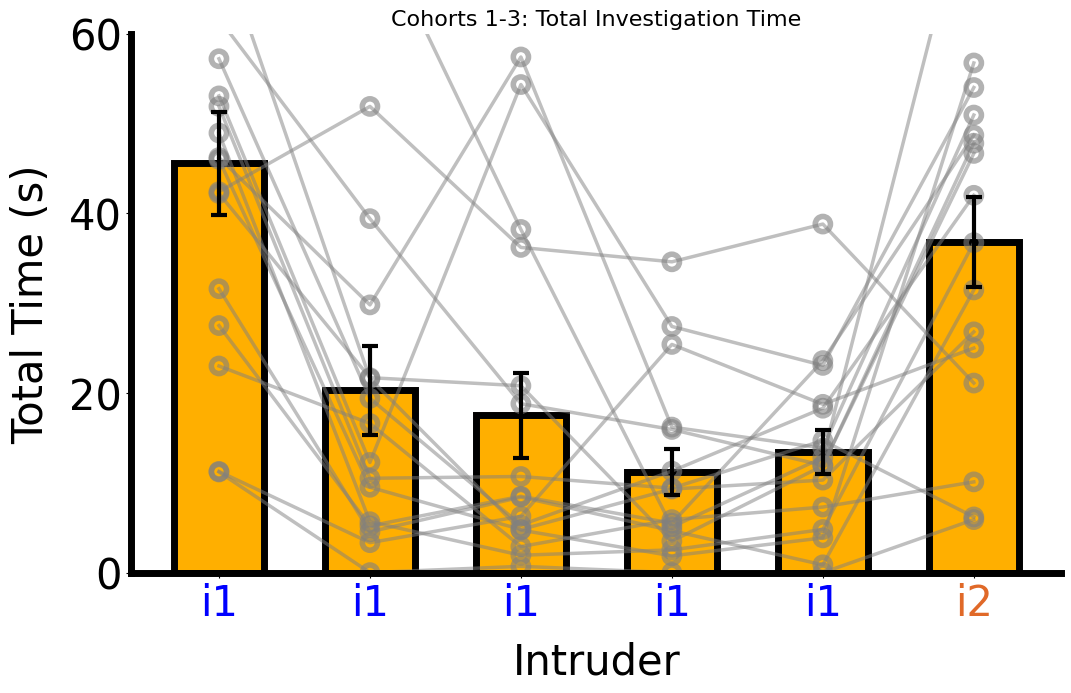 Cohorts 1-3: Total Investigation Time
Total Time (s)
60
40
20
0
i1 i1 i1 i1 i1 i2
Intruder